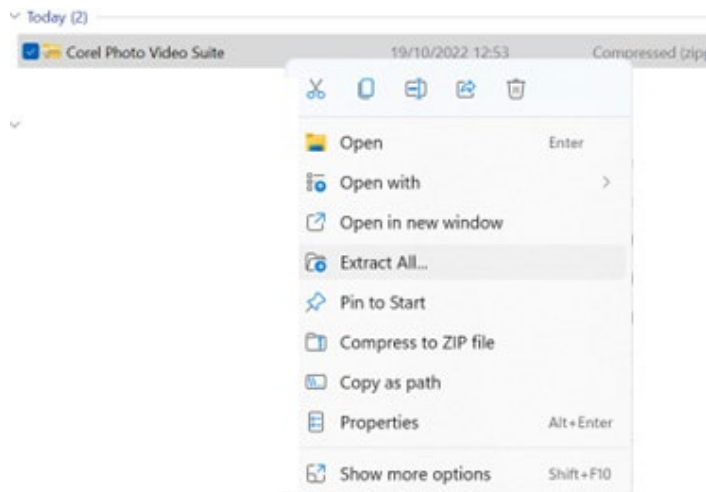 Today (2)
Corel Photo Video Suite 19/10/2022 12:53 Compressed (zipp
Open Enter
Open with
Open in new window
Extract All...
Pin to Start
Compress to ZIP file
Copy as path
Properties Alt+Enter
Show more options Shift+F10